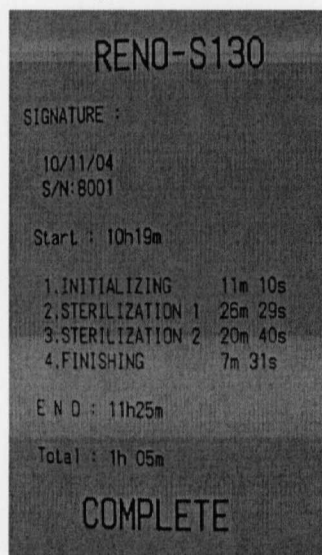 RENO-S130
SIGNATURE :
10/11/04
S/N:8001
Start : 10h19m
1.INITIALIZING 11m 10s
2.STERILIZATION 1 26m 29s
3.STERILIZATION 2 20m 40s
4.FINISHING 7m 31s
E N D : 11h25m
Total : 1h 05m
COMPLETE